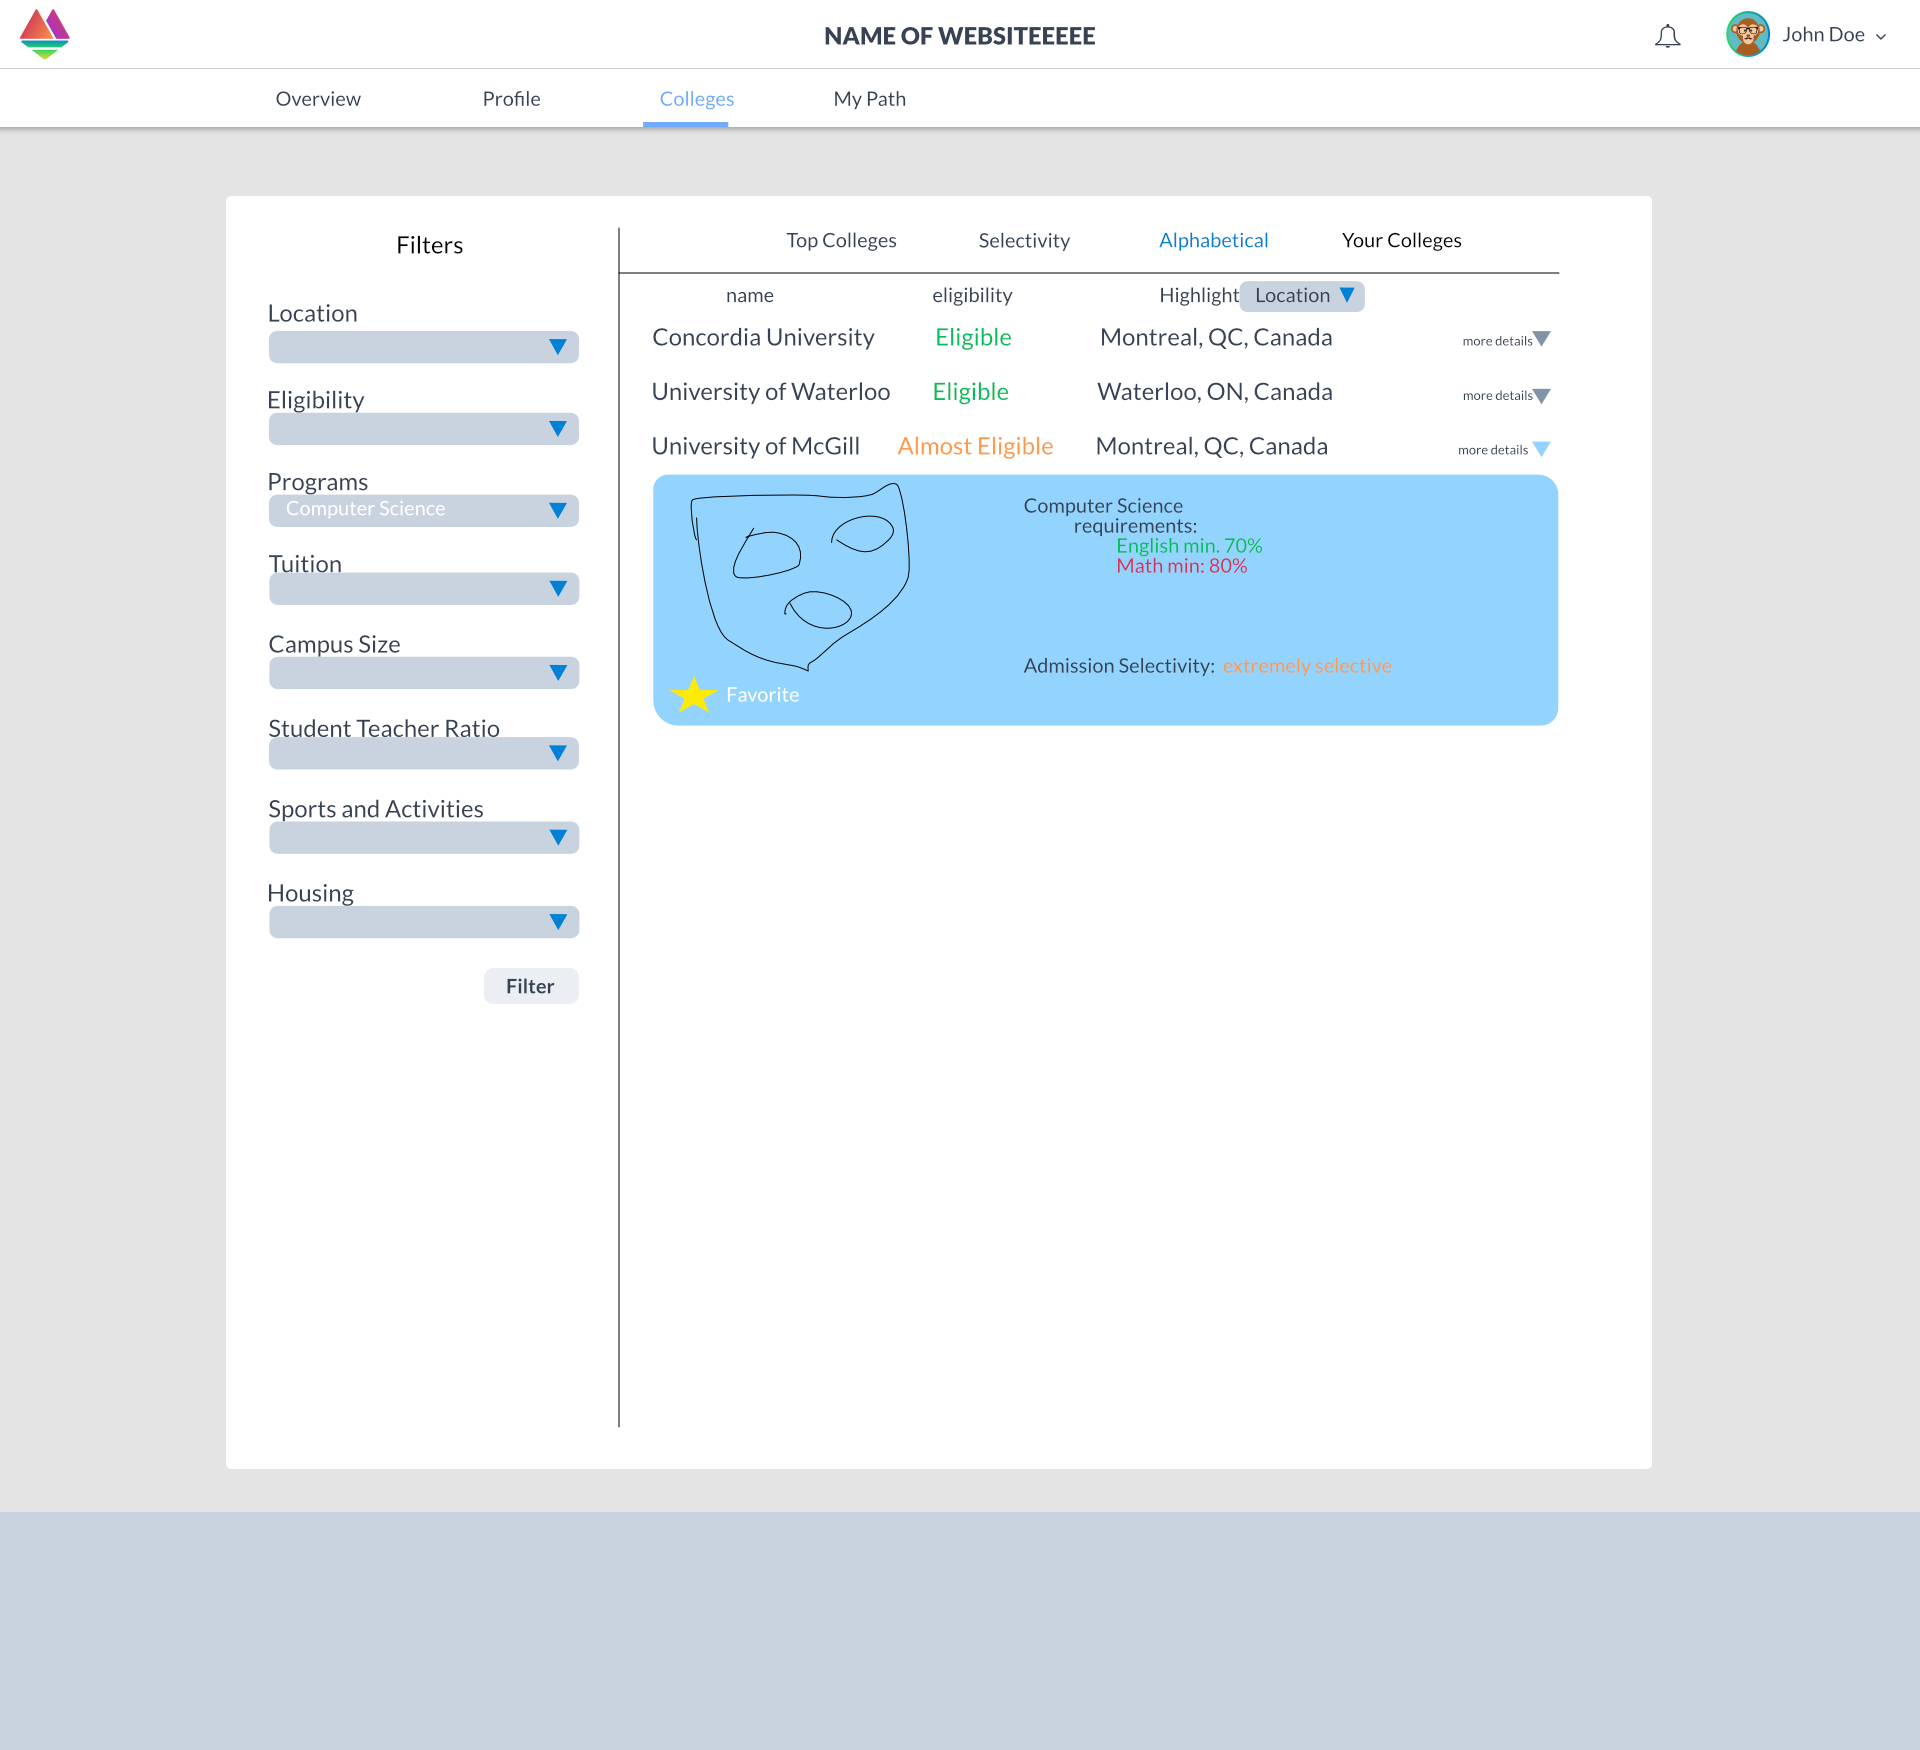 NAME OF WEBSITEEEEE
John Doe
Overview Profile Colleges My Path
Filters
Location
Eligibility
Programs
Computer Science
Tuition
Campus Size
Student Teacher Ratio
Sports and Activities
Housing
Filter
Top Colleges Selectivity Alphabetical Your Colleges
name eligibility Highlight Location
Concordia University Eligible Montreal, QC, Canada more details
University of Waterloo Eligible Waterloo, ON, Canada more details
University of McGill Almost Eligible Montreal, QC, Canada more details
Computer Science
requirements:
English min. 70%
Math min: 80%
Admission Selectivity: extremely selective
Favorite